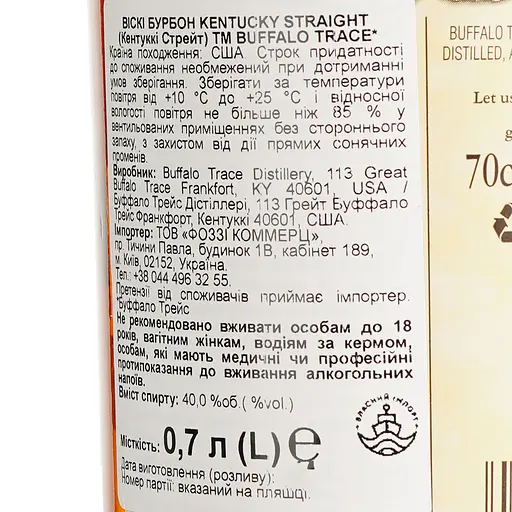 ВІСКІ БУРБОН KENTUCKY STRAIGHT
(Кентуккі Стрейт) ТМ BUFFALO TRACE*
Країна походження: США. Строк придатності
до споживання необмежений при дотриманні
умов зберігання. Зберігати за температури
повітря від +10 °С до +25 °С і відносної
вологості повітря не більше ніж 85 % у
вентильованих приміщеннях без стороннього
запаху, з захистом від дії прямих сонячних
променів.
Виробник: Buffalo Trace Distillery, 113 Great
Buffalo Trace Frankfort, KY 40601, USA /
Буффало Трейс Дістіллері, 113 Грейт Буффало
Трейс Франкфорт, Кентуккі 40601, США.
Імпортер: ТОВ «ФОЗЗІ КОММЕРЦ»,
пр. Тичини Павла, будинок 1В, кабінет 189,
м. Київ, 02152, Україна.
Тел.: +38 044 496 32 55.
Претензії від споживачів приймає імпортер.
*Буффало Трейс
Не рекомендовано вживати особам до 18
років, вагітним жінкам, водіям за кермом,
особам, які мають медичні чи професійні
протипоказання до вживання алкогольних
напоїв.
Вміст спирту: 40,0 %об.( %vol.)
ВЛАСНИЙ ІМПОРТ
Місткість: 0,7 л (L) ℮
Дата виготовлення (розливу):
Номер партії: вказаний на пляшці.
BUFFALO T
DISTILLED, A
Let us
g
70c